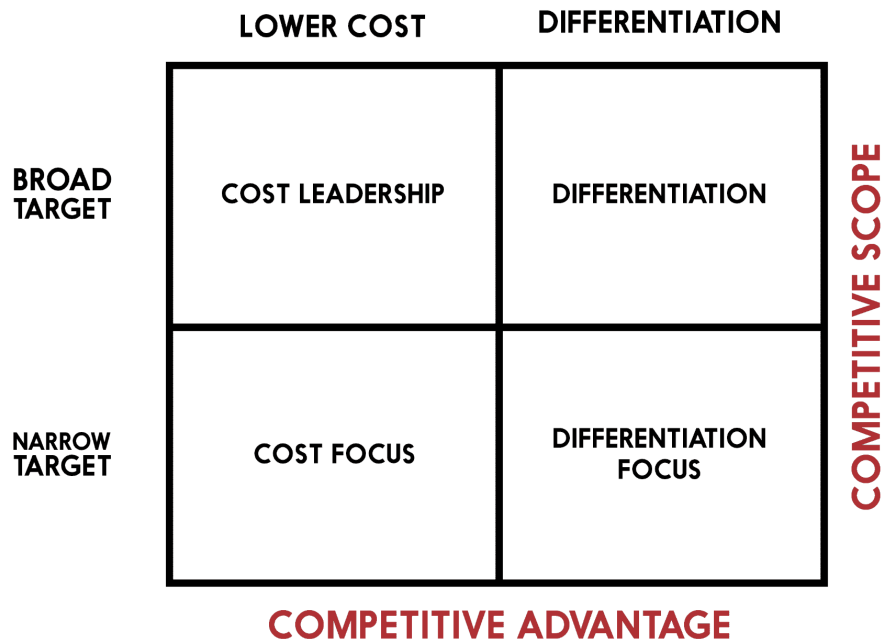 LOWER COST
DIFFERENTIATION
BROAD
TARGET
COST LEADERSHIP
DIFFERENTIATION
NARROW
TARGET
COST FOCUS
DIFFERENTIATION
FOCUS
COMPETITIVE SCOPE
COMPETITIVE ADVANTAGE